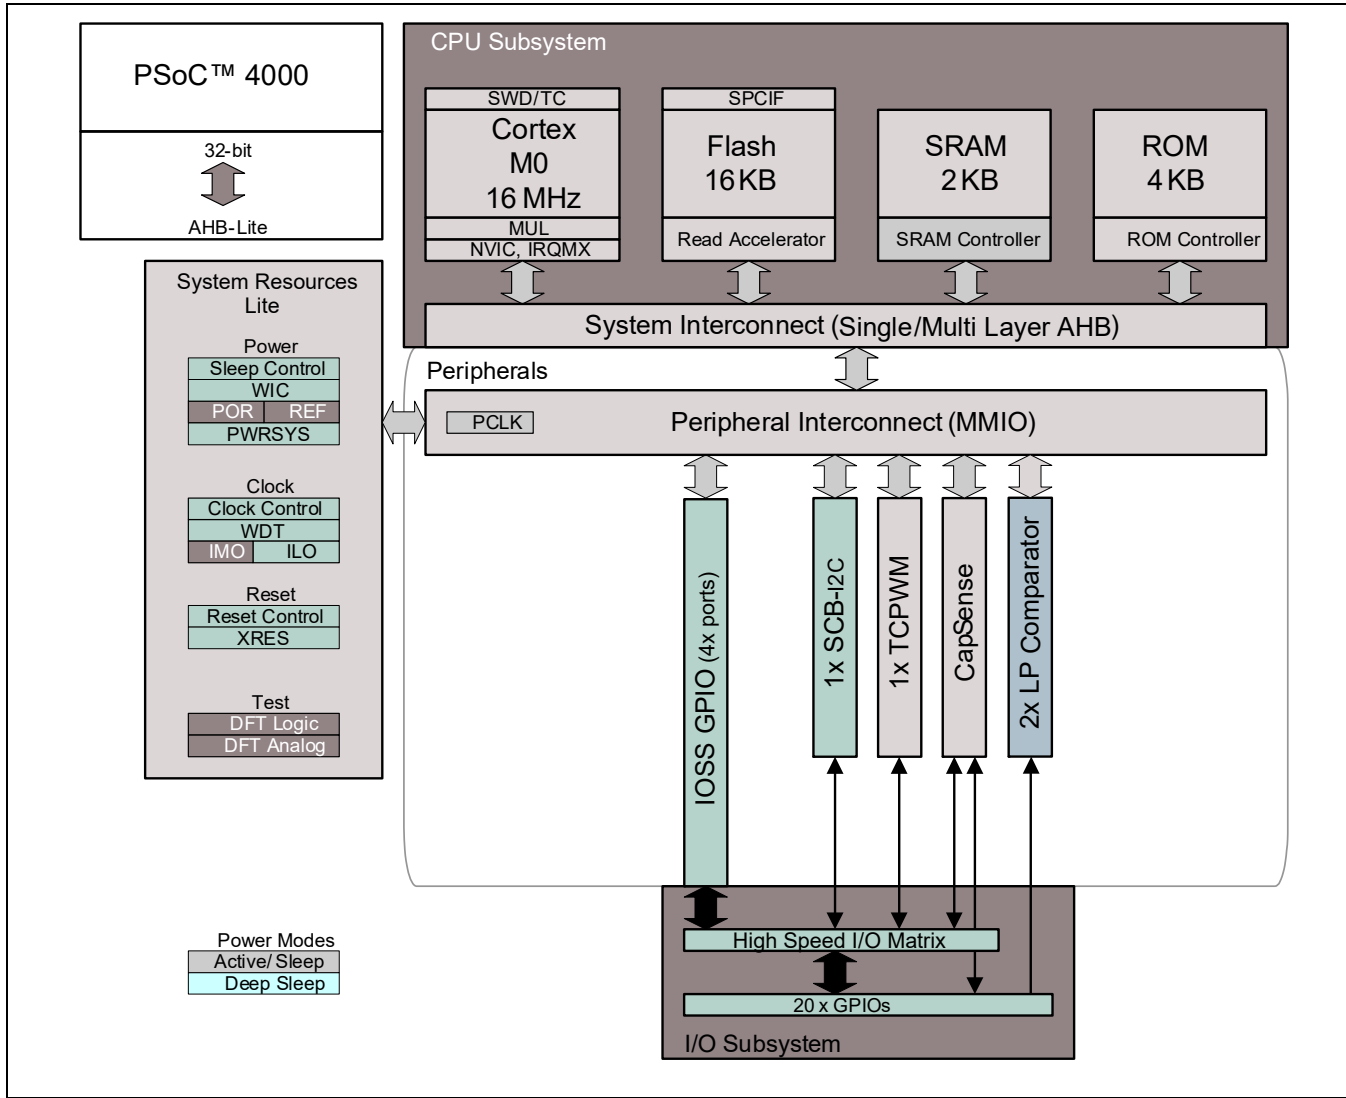 PSoC™ 4000
32-bit
AHB-Lite
CPU Subsystem
SWD/TC
Cortex
M0
16 MHz
MUL
NVIC, IRQMX
SPCIF
Flash
16 KB
Read Accelerator
SRAM
2 KB
SRAM Controller
ROM
4 KB
ROM Controller
System Interconnect (Single/Multi Layer AHB)
System Resources
Lite
Power
Sleep Control
WIC
POR REF
PWRSYS
Clock
Clock Control
WDT
IMO ILO
Reset
Reset Control
XRES
Test
DFT Logic
DFT Analog
Peripherals
PCLK
Peripheral Interconnect (MMIO)
IOSS GPIO (4x ports)
1x SCB-I2C
1x TCPWM
CapSense
2x LP Comparator
High Speed I/O Matrix
20 x GPIOs
I/O Subsystem
Power Modes
Active/ Sleep
Deep Sleep